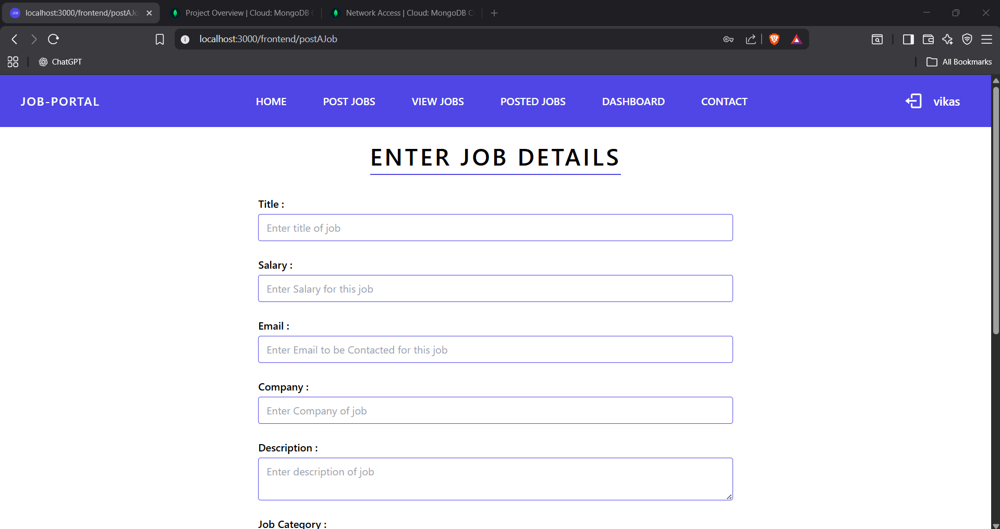 JOB localhost:3000/frontend/postAJo
Project Overview | Cloud: MongoDB C
Network Access | Cloud: MongoDB Cl
localhost:3000/frontend/postAJob
ChatGPT
All Bookmarks
JOB-PORTAL HOME POST JOBS VIEW JOBS POSTED JOBS DASHBOARD CONTACT vikas
ENTER JOB DETAILS
Title :
Enter title of job
Salary :
Enter Salary for this job
Email :
Enter Email to be Contacted for this job
Company :
Enter Company of job
Description :
Enter description of job
Job Category :